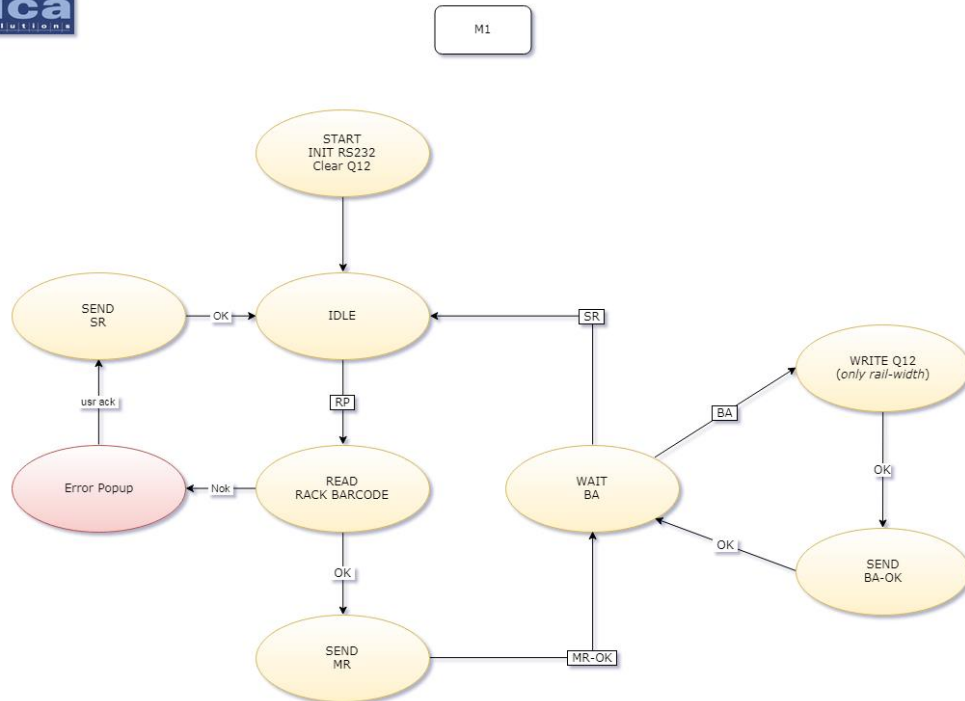 M1
START
INIT RS232
Clear Q12
SEND
SR
OK
IDLE
SR
WRITE Q12
(only rail-width)
usr ack
RP
BA
Error Popup
Nok
READ
RACK BARCODE
WAIT
BA
OK
OK
OK
SEND
BA-OK
SEND
MR
MR-OK